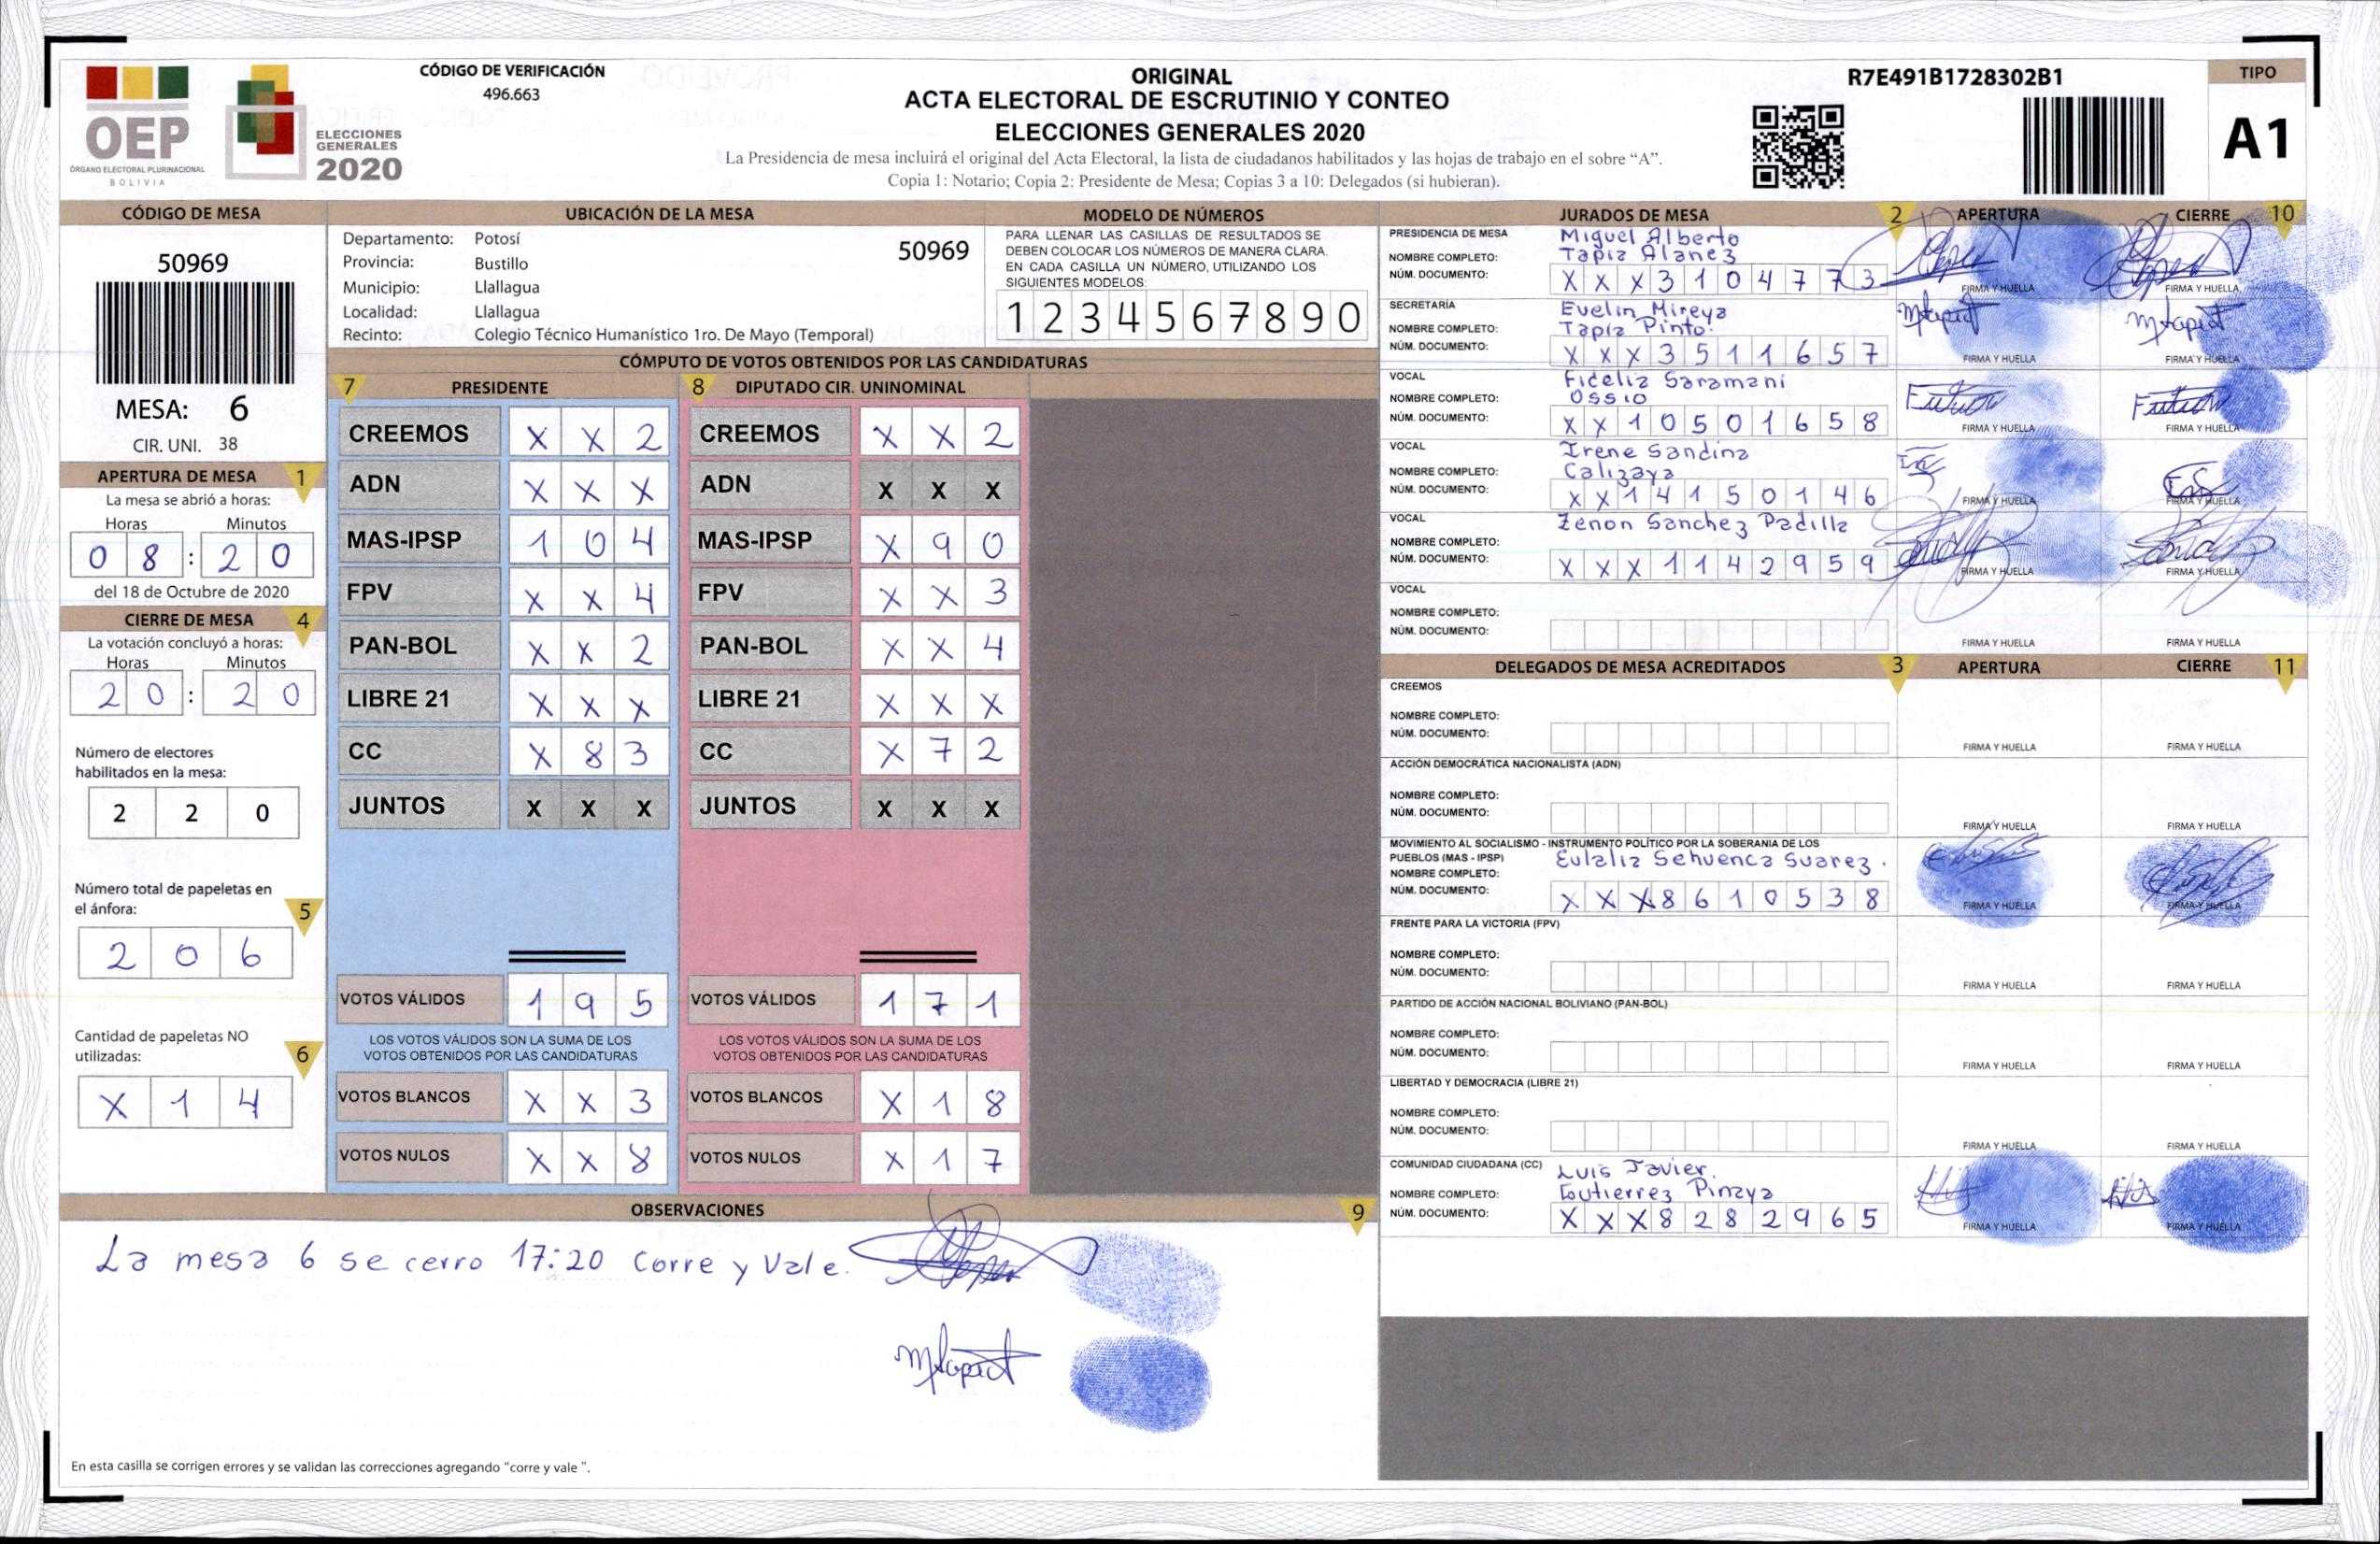 CÓDIGO DE VERIFICACIÓN
496.663
OEP
ÓRGANO ELECTORAL PLURINACIONAL
BOLIVIA
ELECCIONES
GENERALES
2020
ORIGINAL
ACTA ELECTORAL DE ESCRUTINIO Y CONTEO
ELECCIONES GENERALES 2020
La Presidencia de mesa incluirá el original del Acta Electoral, la lista de ciudadanos habilitados y las hojas de trabajo en el sobre “A”.
Copia 1: Notario; Copia 2: Presidente de Mesa; Copias 3 a 10: Delegados (si hubieran).
R7E491B1728302B1
TIPO
A1
CÓDIGO DE MESA
50969
MESA: 6
CIR. UNI. 38
APERTURA DE MESA 1
La mesa se abrió a horas:
Horas Minutos
0 8 : 2 0
del 18 de Octubre de 2020
CIERRE DE MESA 4
La votación concluyó a horas:
Horas Minutos
2 0 : 2 0
Número de electores
habilitados en la mesa:
2 2 0
Número total de papeletas en
el ánfora: 5
2 0 6
Cantidad de papeletas NO
utilizadas: 6
X 1 4
UBICACIÓN DE LA MESA
Departamento: Potosí
50969
Provincia: Bustillo
Municipio: Llallagua
Localidad: Llallagua
Recinto: Colegio Técnico Humanístico 1ro. De Mayo (Temporal)
MODELO DE NÚMEROS
PARA LLENAR LAS CASILLAS DE RESULTADOS SE
DEBEN COLOCAR LOS NÚMEROS DE MANERA CLARA.
EN CADA CASILLA UN NÚMERO, UTILIZANDO LOS
SIGUIENTES MODELOS:
1 2 3 4 5 6 7 8 9 0
CÓMPUTO DE VOTOS OBTENIDOS POR LAS CANDIDATURAS
7 PRESIDENTE 8 DIPUTADO CIR. UNINOMINAL
CREEMOS X X 2 CREEMOS X X 2
ADN X X X ADN X X X
MAS-IPSP 1 0 4 MAS-IPSP X 9 0
FPV X X 4 FPV X X 3
PAN-BOL X X 2 PAN-BOL X X 4
LIBRE 21 X X X LIBRE 21 X X X
CC X 8 3 CC X 7 2
JUNTOS X X X JUNTOS X X X
VOTOS VÁLIDOS 1 9 5 VOTOS VÁLIDOS 1 7 1
LOS VOTOS VÁLIDOS SON LA SUMA DE LOS LOS VOTOS VÁLIDOS SON LA SUMA DE LOS
VOTOS OBTENIDOS POR LAS CANDIDATURAS VOTOS OBTENIDOS POR LAS CANDIDATURAS
VOTOS BLANCOS X X 3 VOTOS BLANCOS X 1 8
VOTOS NULOS X X 8 VOTOS NULOS X 1 7
OBSERVACIONES 9
La mesa 6 se cerro 17:20 Corre y Vale.
En esta casilla se corrigen errores y se validan las correcciones agregando "corre y vale ".
JURADOS DE MESA 2 APERTURA CIERRE 10
PRESIDENCIA DE MESA Miguel Alberto
NOMBRE COMPLETO: Tapia Alanez
NÚM. DOCUMENTO: X X X 3 1 0 4 7 7 3
FIRMA Y HUELLA FIRMA Y HUELLA
SECRETARÍA Evelin Mireya
NOMBRE COMPLETO: Tapia Pinto.
NÚM. DOCUMENTO: X X X 3 5 1 1 6 5 7
FIRMA Y HUELLA FIRMA Y HUELLA
VOCAL Fidelia Saramani
NOMBRE COMPLETO: Ossio
NÚM. DOCUMENTO: X X 1 0 5 0 1 6 5 8
FIRMA Y HUELLA FIRMA Y HUELLA
VOCAL Irene Sandina
NOMBRE COMPLETO: Calizaya
NÚM. DOCUMENTO: X X 1 4 1 5 0 1 4 6
FIRMA Y HUELLA FIRMA Y HUELLA
VOCAL Zenon Sanchez Padilla
NOMBRE COMPLETO:
NÚM. DOCUMENTO: X X X 1 1 4 2 9 5 9
FIRMA Y HUELLA FIRMA Y HUELLA
VOCAL
NOMBRE COMPLETO:
NÚM. DOCUMENTO:
FIRMA Y HUELLA FIRMA Y HUELLA
DELEGADOS DE MESA ACREDITADOS 3 APERTURA CIERRE 11
CREEMOS
NOMBRE COMPLETO:
NÚM. DOCUMENTO:
FIRMA Y HUELLA FIRMA Y HUELLA
ACCIÓN DEMOCRÁTICA NACIONALISTA (ADN)
NOMBRE COMPLETO:
NÚM. DOCUMENTO:
FIRMA Y HUELLA FIRMA Y HUELLA
MOVIMIENTO AL SOCIALISMO - INSTRUMENTO POLÍTICO POR LA SOBERANIA DE LOS
PUEBLOS (MAS - IPSP) Eulalia Sehuenca Suarez.
NOMBRE COMPLETO:
NÚM. DOCUMENTO: X X X 8 6 1 0 5 3 8
FIRMA Y HUELLA FIRMA Y HUELLA
FRENTE PARA LA VICTORIA (FPV)
NOMBRE COMPLETO:
NÚM. DOCUMENTO:
FIRMA Y HUELLA FIRMA Y HUELLA
PARTIDO DE ACCIÓN NACIONAL BOLIVIANO (PAN-BOL)
NOMBRE COMPLETO:
NÚM. DOCUMENTO:
FIRMA Y HUELLA FIRMA Y HUELLA
LIBERTAD Y DEMOCRACIA (LIBRE 21)
NOMBRE COMPLETO:
NÚM. DOCUMENTO:
FIRMA Y HUELLA FIRMA Y HUELLA
COMUNIDAD CIUDADANA (CC) Luis Javier.
NOMBRE COMPLETO: Gutierrez Pinaya
NÚM. DOCUMENTO: X X X 8 2 8 2 9 6 5
FIRMA Y HUELLA FIRMA Y HUELLA